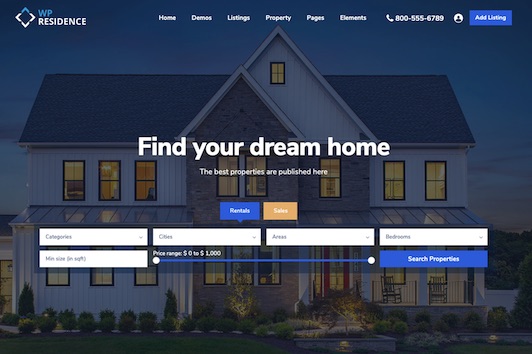 WP
RESIDENCE
Home Demos Listings Property Pages Elements 800-555-6789 Add Listing
Find your dream home
The best properties are published here
Rentals Sales
Categories Cities Areas Bedrooms
Min size (in sqft) Price range: $ 0 to $ 1,000 Search Properties